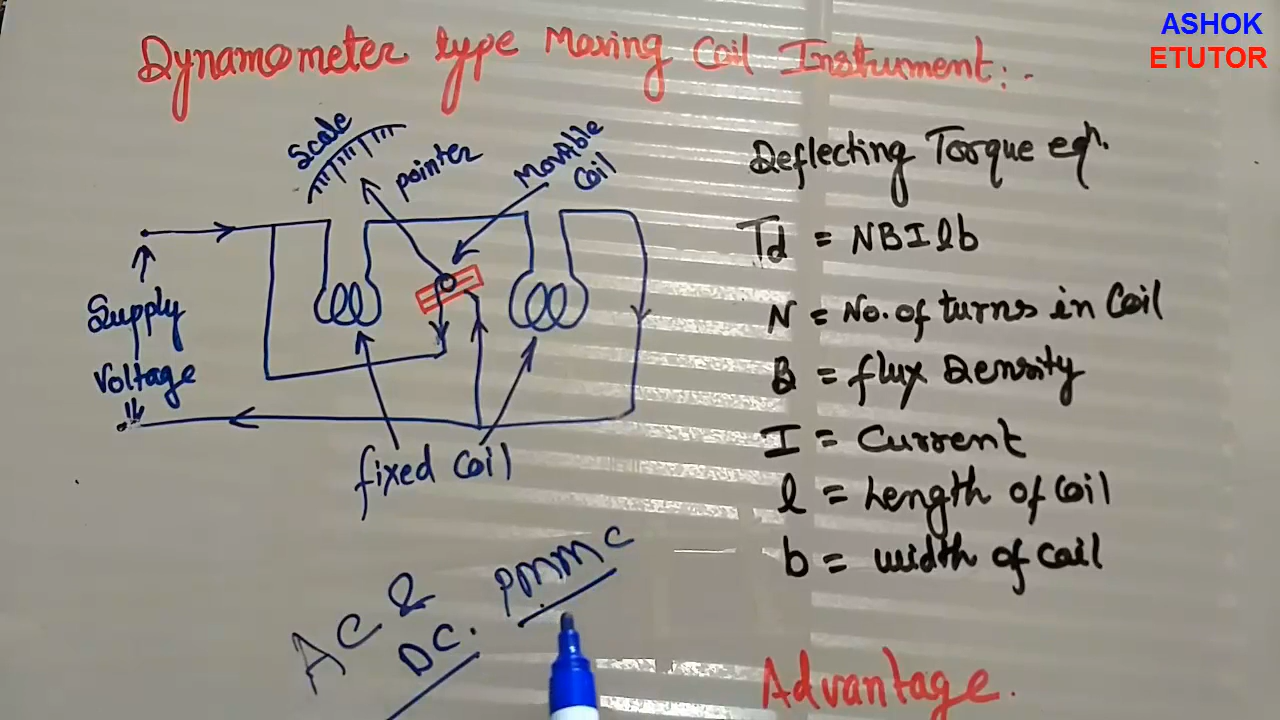 ASHOK
ETUTOR
Dynamometer type Moving Coil Instrument:-
Scale
pointer
Movable
Coil
Supply
Voltage
fixed coil
AC &
DC.
PMMC
Deflecting Torque eqn.
Td = NBIlb
N = No. of turns in Coil
B = flux Density
I = Current
l = Length of Coil
b = width of coil
Advantage.